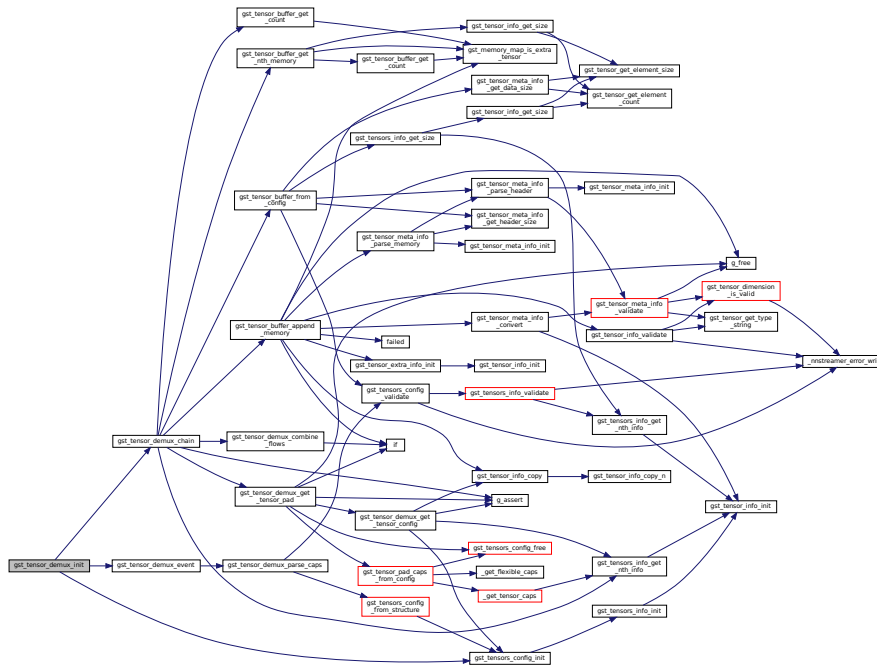 gst_tensor_buffer_get
_count
gst_tensor_info_get_size
gst_tensor_buffer_get
_nth_memory
gst_memory_map_is_extra
_tensor
gst_tensor_buffer_get
_count
gst_tensor_get_element_size
gst_tensor_meta_info
_get_data_size
gst_tensor_get_element
_count
gst_tensor_info_get_size
gst_tensors_info_get_size
gst_tensor_meta_info
_parse_header
gst_tensor_meta_info_init
gst_tensor_buffer_from
_config
gst_tensor_meta_info
_get_header_size
gst_tensor_meta_info
_parse_memory
gst_tensor_meta_info_init
g_free
gst_tensor_dimension
_is_valid
gst_tensor_meta_info
_validate
gst_tensor_buffer_append
_memory
gst_tensor_meta_info
_convert
gst_tensor_get_type
_string
gst_tensor_info_validate
failed
gst_tensor_extra_info_init
gst_tensor_info_init
_nnstreamer_error_wri
gst_tensors_config
_validate
gst_tensors_info_validate
gst_tensors_info_get
_nth_info
gst_tensor_demux_chain
gst_tensor_demux_combine
_flows
if
gst_tensor_info_copy
gst_tensor_info_copy_n
gst_tensor_demux_get
_tensor_pad
g_assert
gst_tensor_info_init
gst_tensor_demux_get
_tensor_config
gst_tensors_config_free
gst_tensor_demux_init
gst_tensor_demux_event
gst_tensor_demux_parse_caps
gst_tensors_info_get
_nth_info
gst_tensor_pad_caps
_from_config
_get_flexible_caps
_get_tensor_caps
gst_tensors_config
_from_structure
gst_tensors_info_init
gst_tensors_config_init